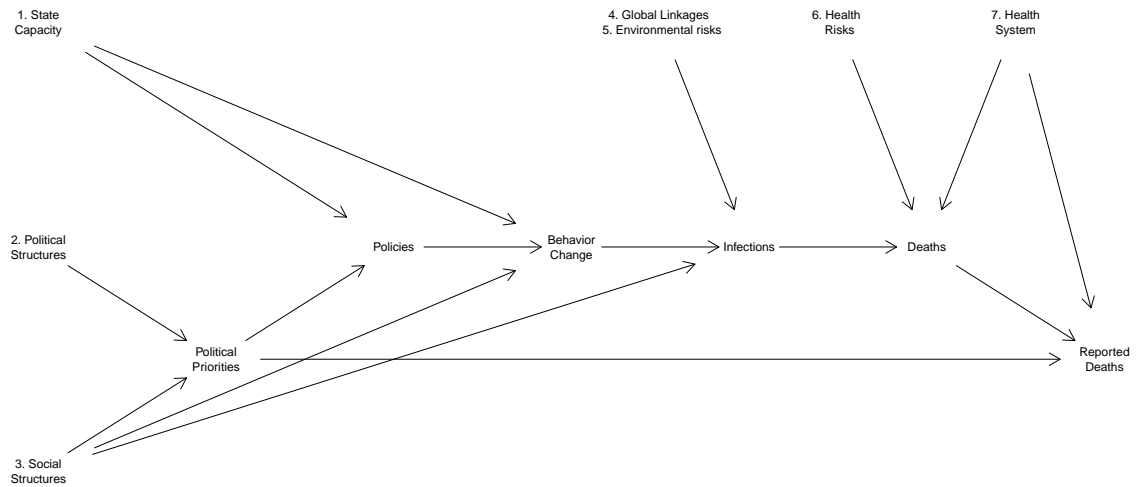 1. State
Capacity
4. Global Linkages
5. Environmental risks
6. Health
Risks
7. Health
System
2. Political
Structures
Policies
Behavior
Change
Infections
Deaths
Political
Priorities
Reported
Deaths
3. Social
Structures